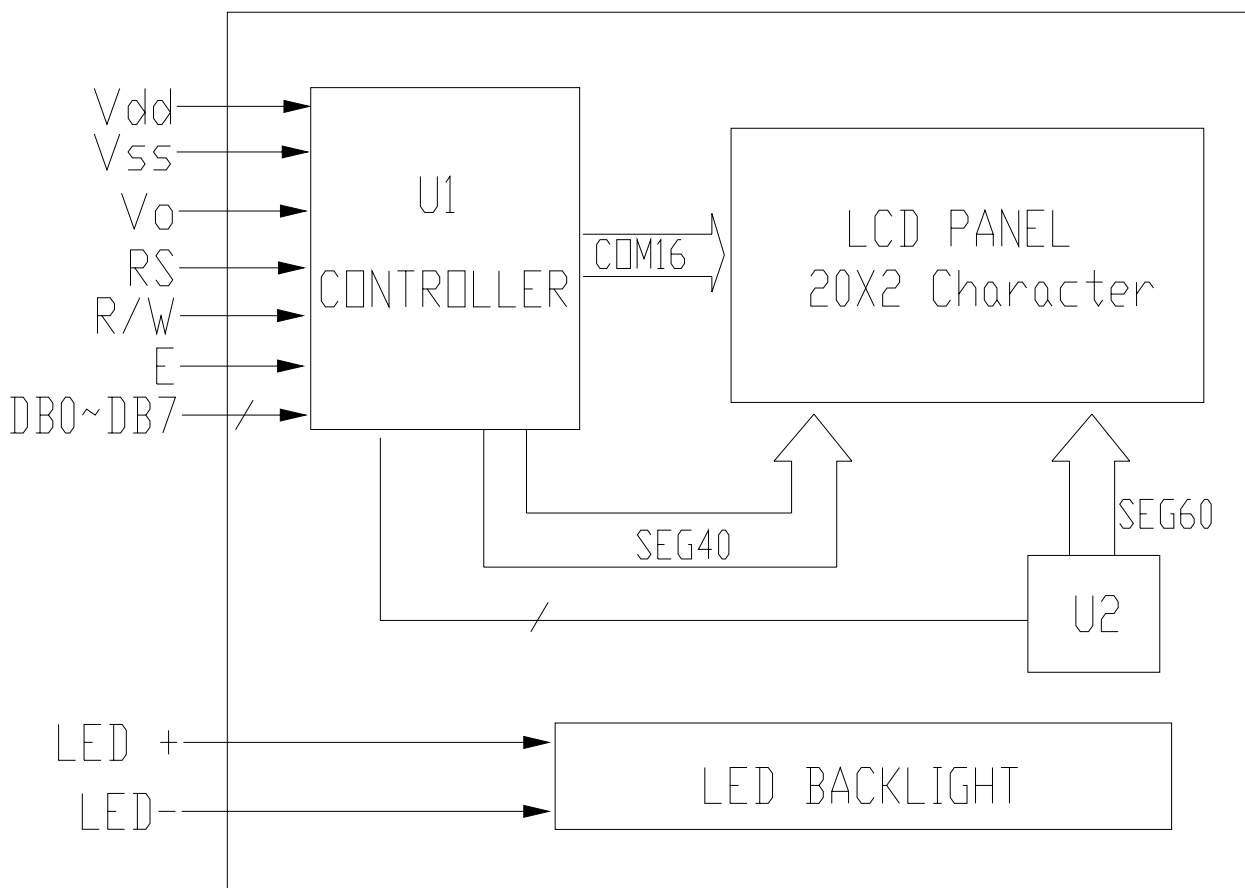 Vdd
Vss
Vo
RS
R/W
E
DB0~DB7
U1
CONTROLLER
COM16
LCD PANEL
20X2 Character
SEG40
SEG60
U2
LED +
LED-
LED BACKLIGHT